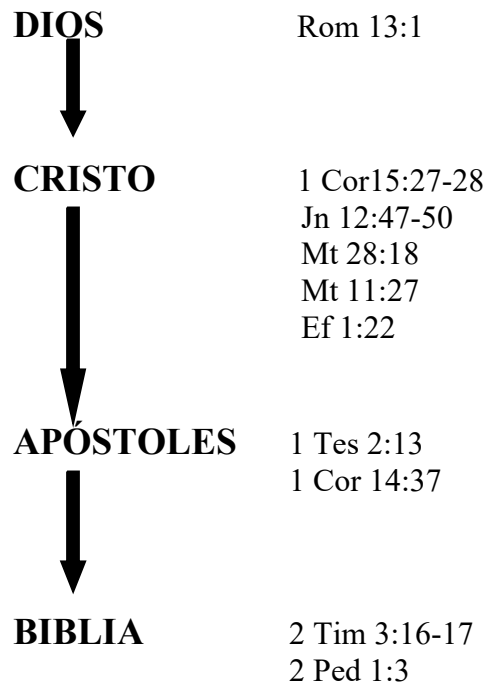 DIOS Rom 13:1
CRISTO 1 Cor15:27-28
Jn 12:47-50
Mt 28:18
Mt 11:27
Ef 1:22
APÓSTOLES 1 Tes 2:13
1 Cor 14:37
BIBLIA 2 Tim 3:16-17
2 Ped 1:3